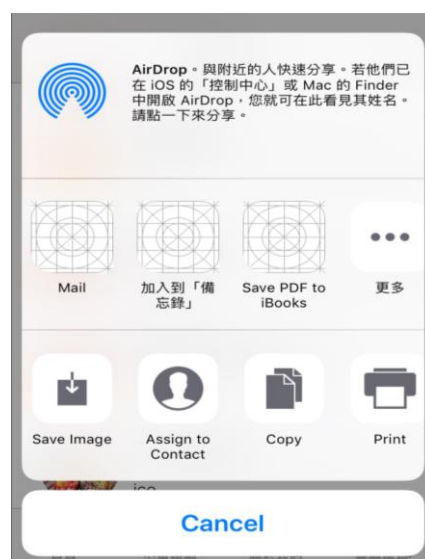 AirDrop。與附近的人快速分享。若他們已
在 iOS 的「控制中心」或 Mac 的 Finder
中開啟 AirDrop，您就可在此看見其姓名。
請點一下來分享。
Mail
加入到「備
忘錄」
Save PDF to
iBooks
更多
Save Image
Assign to
Contact
Copy
Print
Cancel